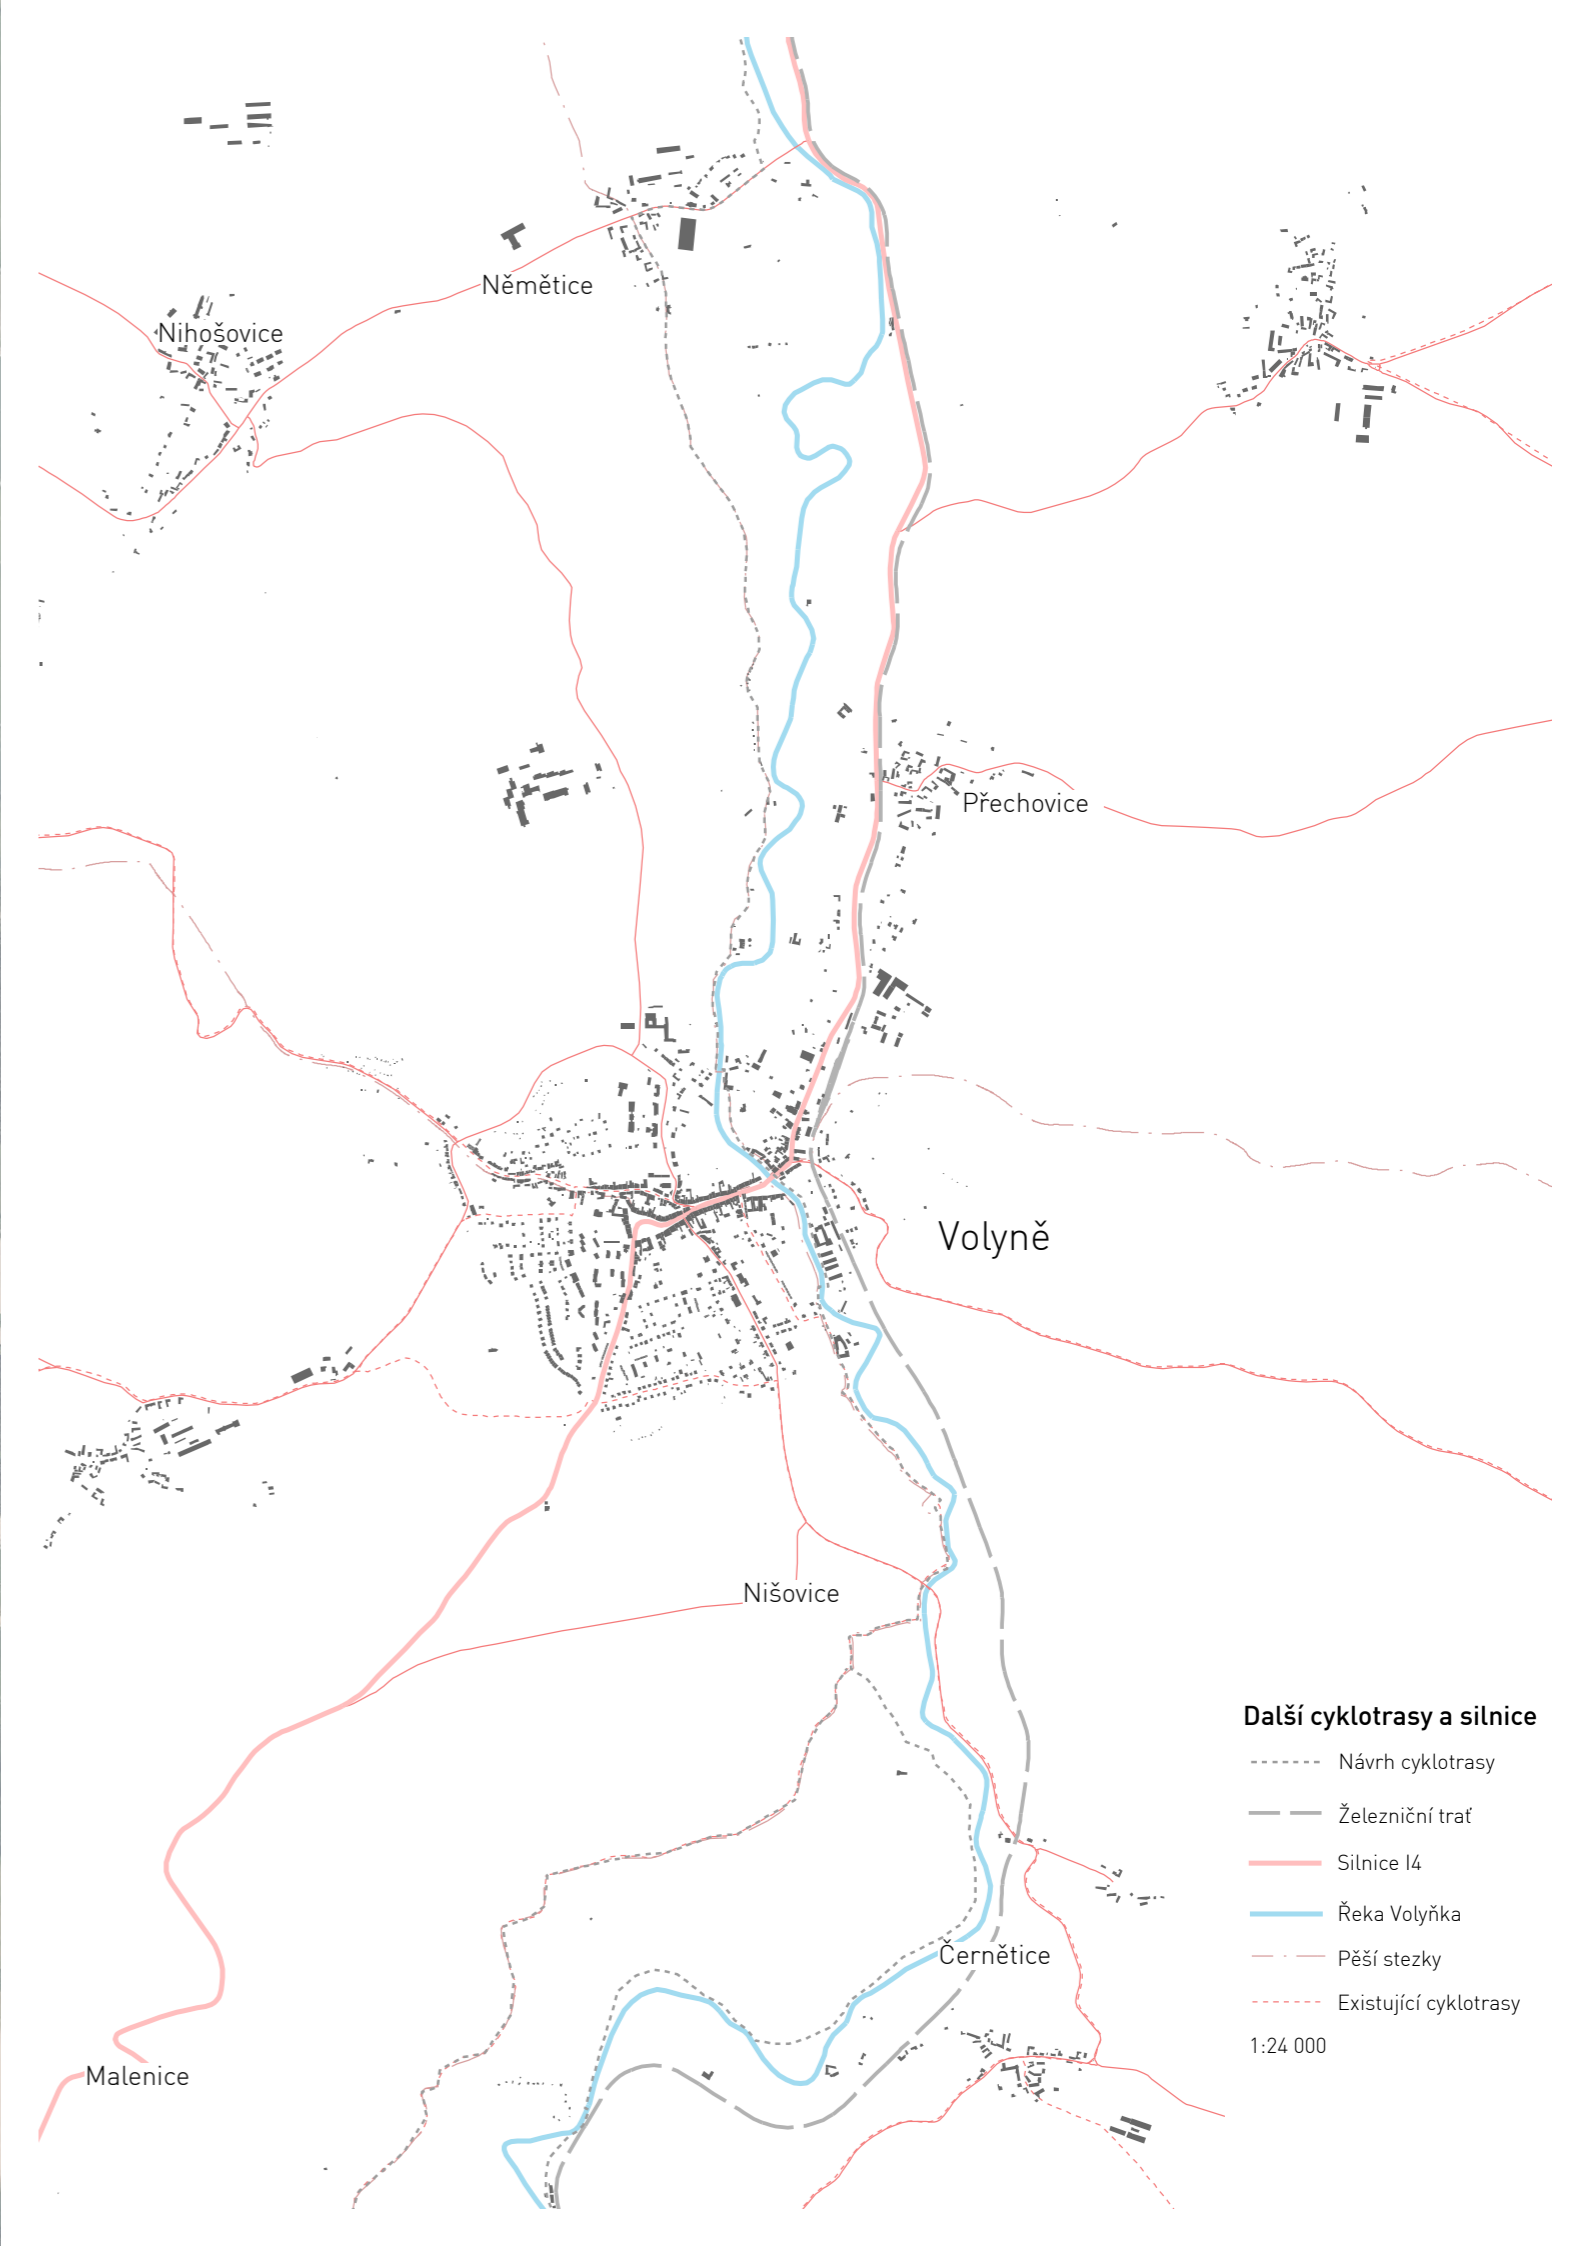 Němětice
Nihošovice
Přechovice
Volyně
Nišovice
Další cyklotrasy a silnice
Návrh cyklotrasy
Železniční trať
Silnice I4
Řeka Volyňka
Černětice
Pěší stezky
Existující cyklotrasy
1:24 000
Malenice